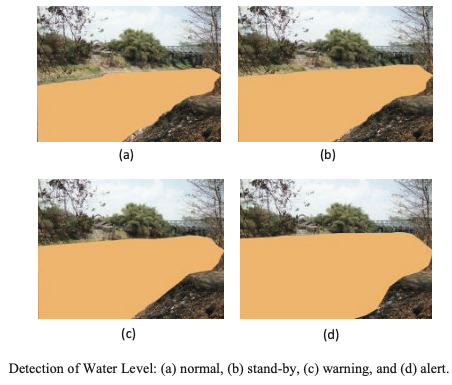 (a)
(b)
(c)
(d)
Detection of Water Level: (a) normal, (b) stand-by, (c) warning, and (d) alert.